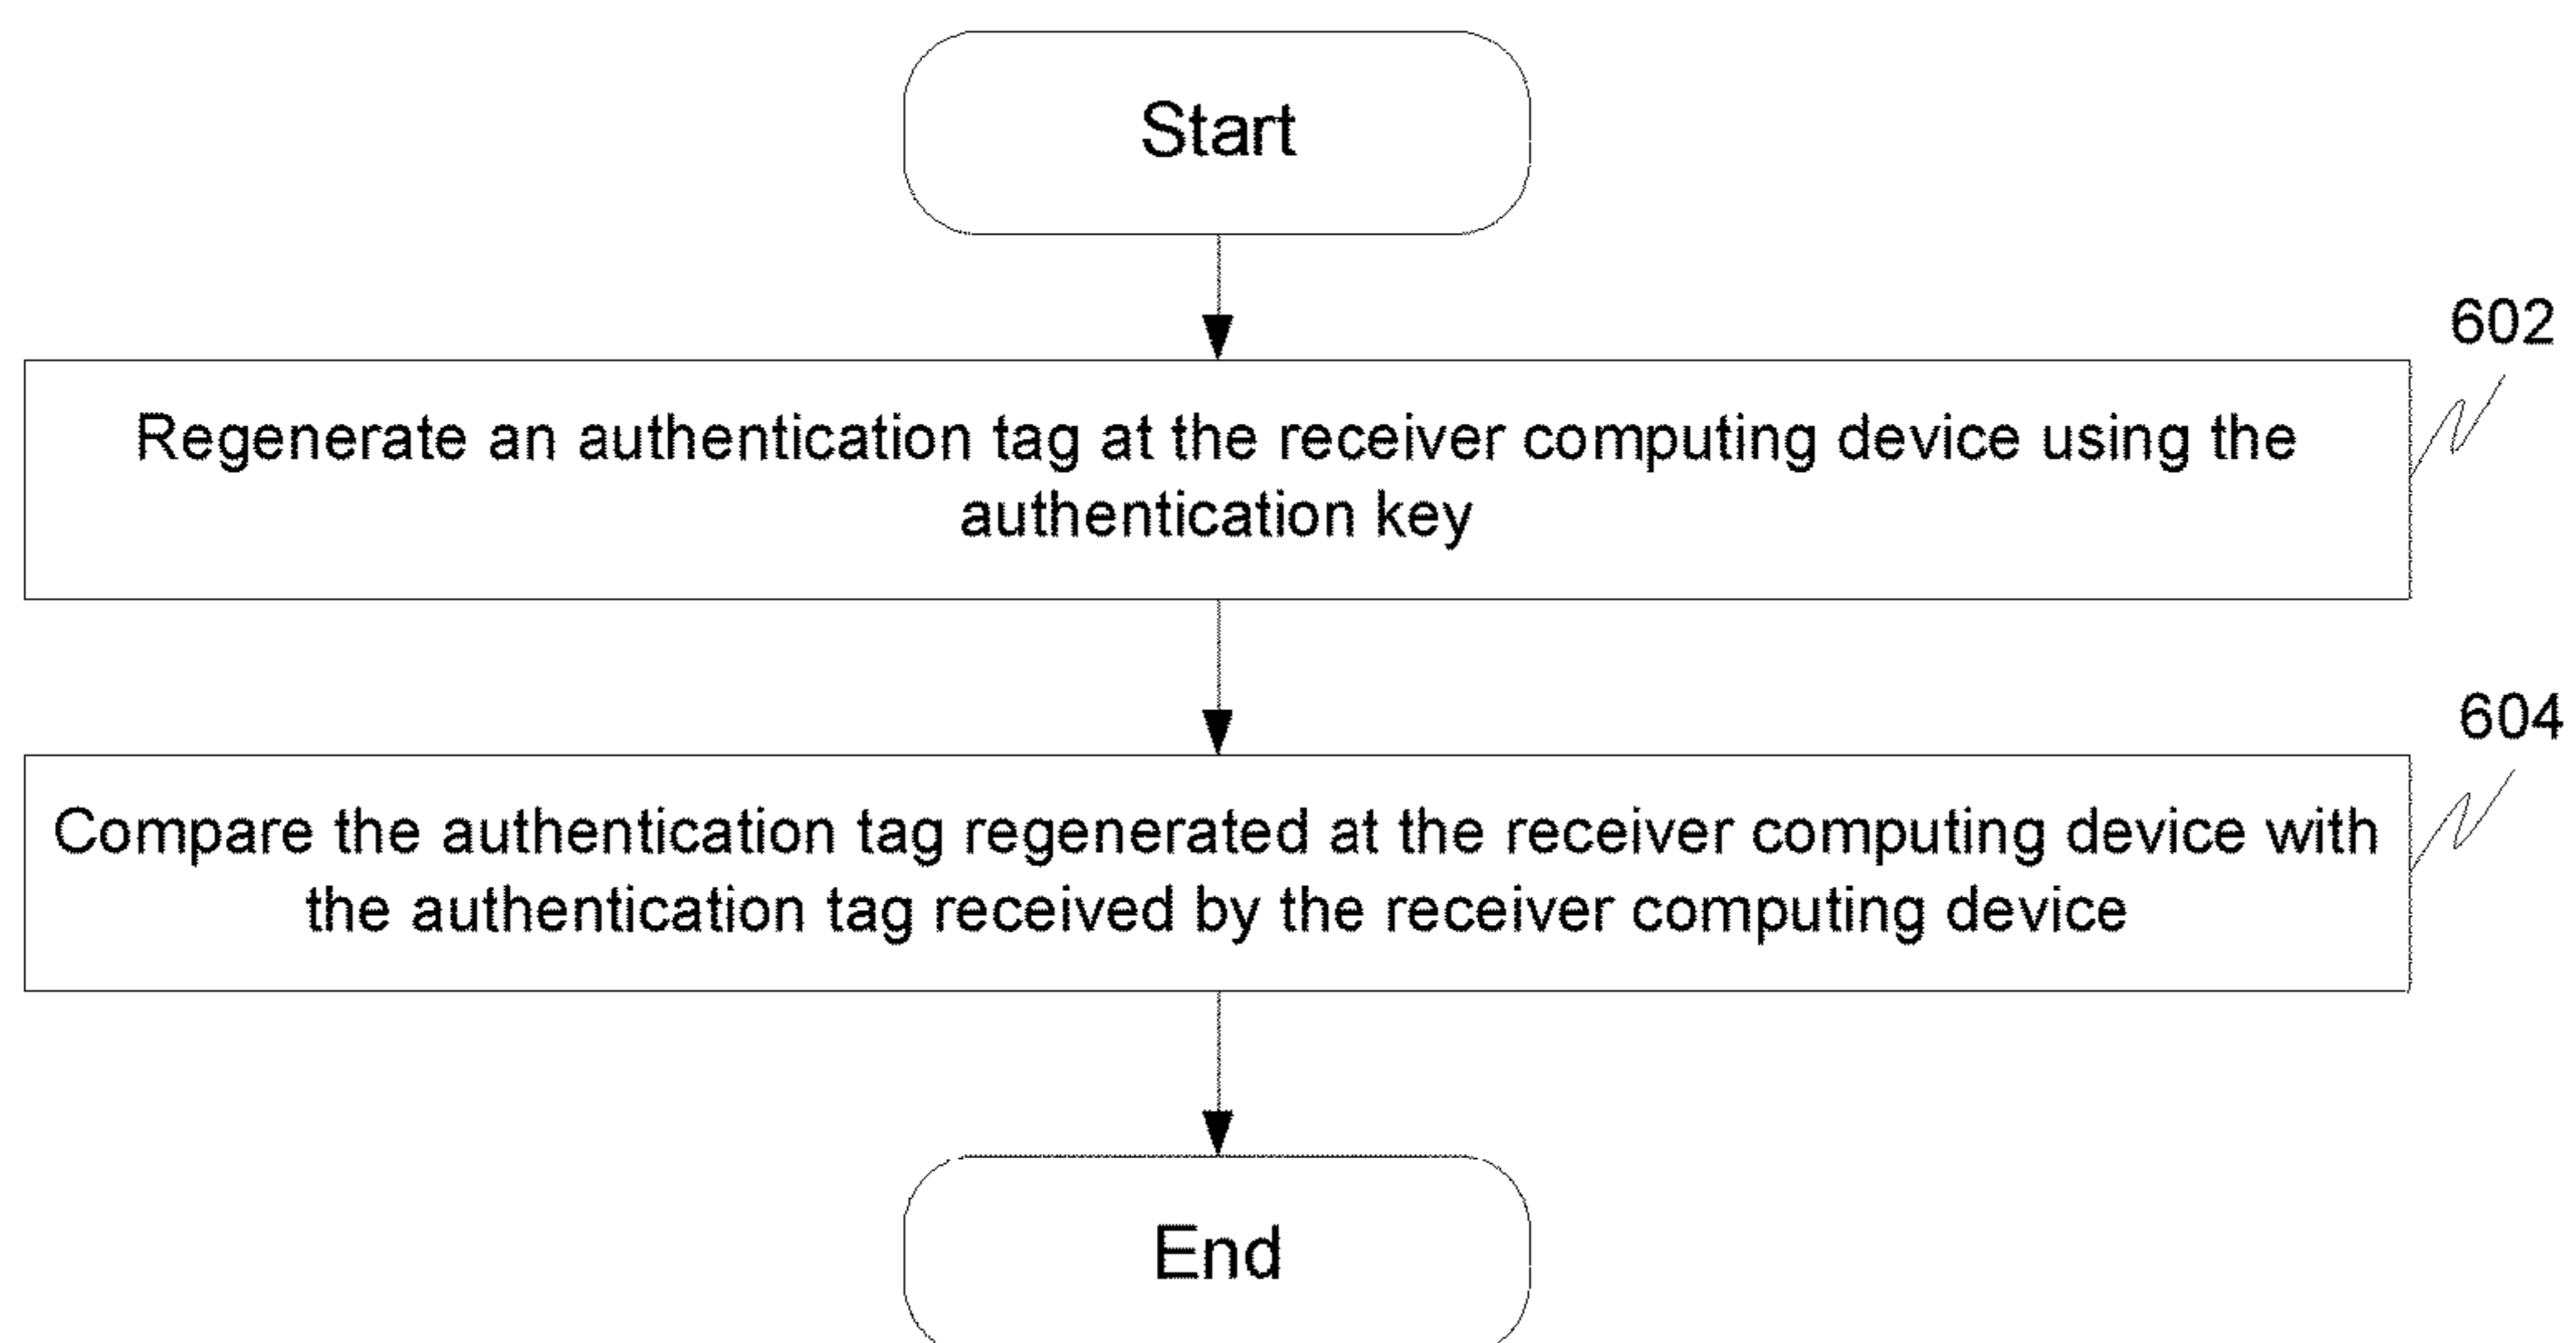 Start
602
Regenerate an authentication tag at the receiver computing device using the
authentication key
604
Compare the authentication tag regenerated at the receiver computing device with
the authentication tag received by the receiver computing device
End